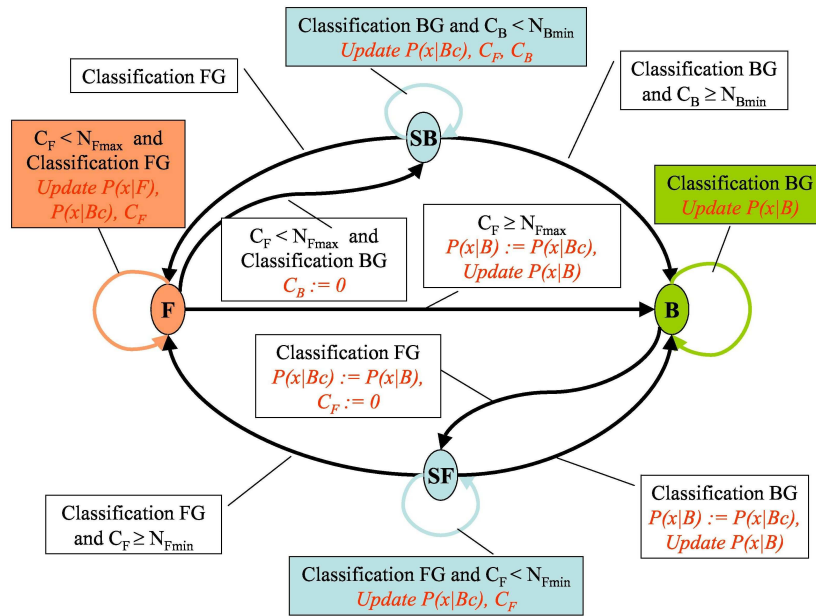 Classification BG and C_B < N_Bmin
Update P(x|Bc), C_F, C_B
Classification FG
Classification BG
and C_B ≥ N_Bmin
SB
C_F < N_Fmax and
Classification FG
Update P(x|F),
P(x|Bc), C_F
Classification BG
Update P(x|B)
C_F < N_Fmax and
Classification BG
C_B := 0
C_F ≥ N_Fmax
P(x|B) := P(x|Bc),
Update P(x|B)
F
B
Classification FG
P(x|Bc) := P(x|B),
C_F := 0
SF
Classification FG
and C_F ≥ N_Fmin
Classification BG
P(x|B) := P(x|Bc),
Update P(x|B)
Classification FG and C_F < N_Fmin
Update P(x|Bc), C_F